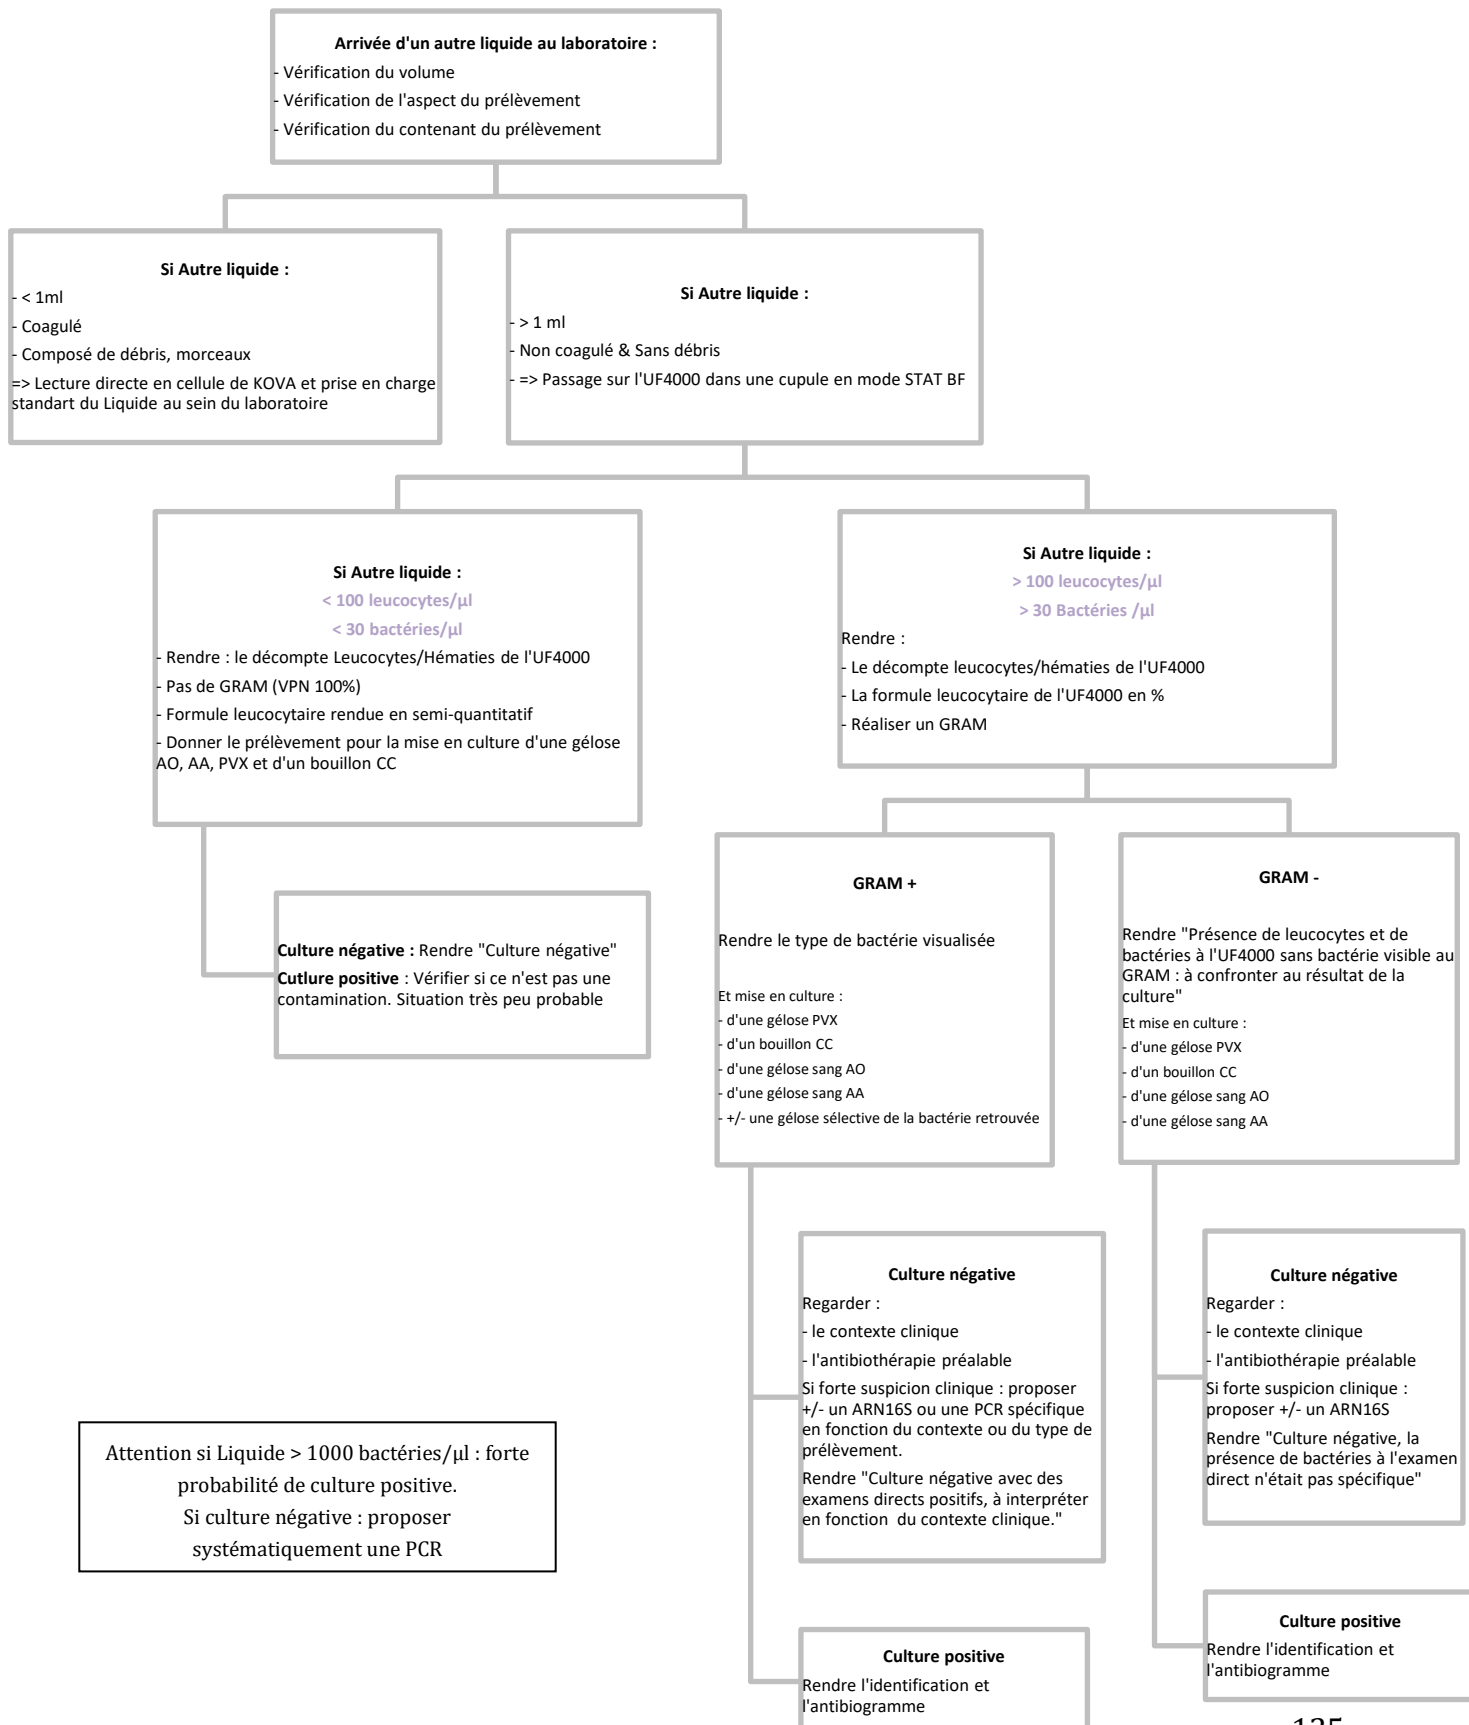 Arrivée d'un autre liquide au laboratoire :
- Vérification du volume
- Vérification de l'aspect du prélèvement
- Vérification du contenant du prélèvement
Si Autre liquide :
- < 1ml
- Coagulé
- Composé de débris, morceaux
=> Lecture directe en cellule de KOVA et prise en charge
standart du Liquide au sein du laboratoire
Si Autre liquide :
- > 1 ml
- Non coagulé & Sans débris
- => Passage sur l'UF4000 dans une cupule en mode STAT BF
Si Autre liquide :
< 100 leucocytes/µl
< 30 bactéries/µl
- Rendre : le décompte Leucocytes/Hématies de l'UF4000
- Pas de GRAM (VPN 100%)
- Formule leucocytaire rendue en semi-quantitatif
- Donner le prélèvement pour la mise en culture d'une gélose
AO, AA, PVX et d'un bouillon CC
Si Autre liquide :
> 100 leucocytes/µl
> 30 Bactéries /µl
Rendre :
- Le décompte leucocytes/hématies de l'UF4000
- La formule leucocytaire de l'UF4000 en %
- Réaliser un GRAM
Culture négative : Rendre "Culture négative"
Cutlure positive : Vérifier si ce n'est pas une
contamination. Situation très peu probable
GRAM +
Rendre le type de bactérie visualisée
Et mise en culture :
- d'une gélose PVX
- d'un bouillon CC
- d'une gélose sang AO
- d'une gélose sang AA
- +/- une gélose sélective de la bactérie retrouvée
GRAM -
Rendre "Présence de leucocytes et de
bactéries à l'UF4000 sans bactérie visible au
GRAM : à confronter au résultat de la
culture"
Et mise en culture :
- d'une gélose PVX
- d'un bouillon CC
- d'une gélose sang AO
- d'une gélose sang AA
Culture négative
Regarder :
- le contexte clinique
- l'antibiothérapie préalable
Si forte suspicion clinique : proposer
+/- un ARN16S ou une PCR spécifique
en fonction du contexte ou du type de
prélèvement.
Rendre "Culture négative avec des
examens directs positifs, à interpréter
en fonction du contexte clinique."
Culture négative
Regarder :
- le contexte clinique
- l'antibiothérapie préalable
Si forte suspicion clinique :
proposer +/- un ARN16S
Rendre "Culture négative, la
présence de bactéries à l'examen
direct n'était pas spécifique"
Attention si Liquide > 1000 bactéries/µl : forte
probabilité de culture positive.
Si culture négative : proposer
systématiquement une PCR
Culture positive
Rendre l'identification et
l'antibiogramme
Culture positive
Rendre l'identification et
l'antibiogramme